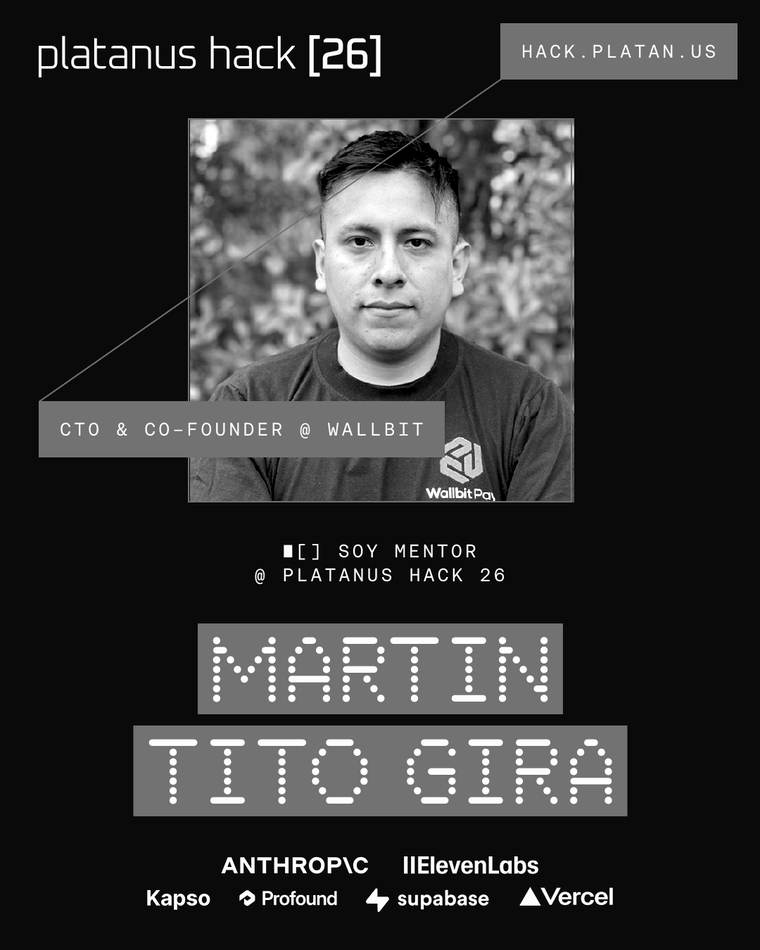 platanus hack [26]
HACK.PLATAN.US
CTO & CO-FOUNDER @ WALLBIT
Wallbit Pay
[] SOY MENTOR
@ PLATANUS HACK 26
MARTIN
TITO GIRA
ANTHROP\C IIElevenLabs
Kapso Profound supabase Vercel